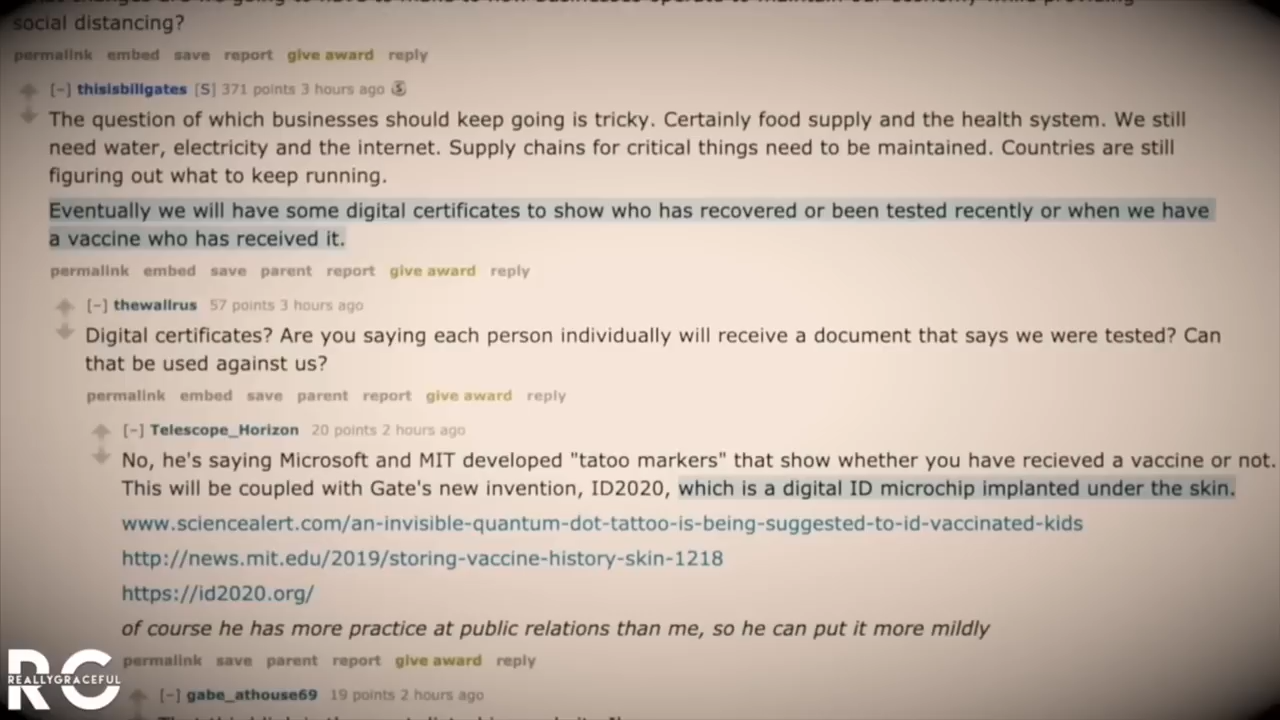 social distancing?
permalink embed save report give award reply
[-] thisisbillgates [S] 371 points 3 hours ago
The question of which businesses should keep going is tricky. Certainly food supply and the health system. We still
need water, electricity and the internet. Supply chains for critical things need to be maintained. Countries are still
figuring out what to keep running.
Eventually we will have some digital certificates to show who has recovered or been tested recently or when we have
a vaccine who has received it.
permalink embed save parent report give award reply
[-] thewallrus 57 points 3 hours ago
Digital certificates? Are you saying each person individually will receive a document that says we were tested? Can
that be used against us?
permalink embed save parent report give award reply
[-] Telescope_Horizon 20 points 2 hours ago
No, he's saying Microsoft and MIT developed "tatoo markers" that show whether you have recieved a vaccine or not.
This will be coupled with Gate's new invention, ID2020, which is a digital ID microchip implanted under the skin.
www.sciencealert.com/an-invisible-quantum-dot-tattoo-is-being-suggested-to-id-vaccinated-kids
http://news.mit.edu/2019/storing-vaccine-history-skin-1218
https://id2020.org/
of course he has more practice at public relations than me, so he can put it more mildly
permalink save parent report give award reply
[-] gabe_athouse69 19 points 2 hours ago
RG
REALLYGRACEFUL